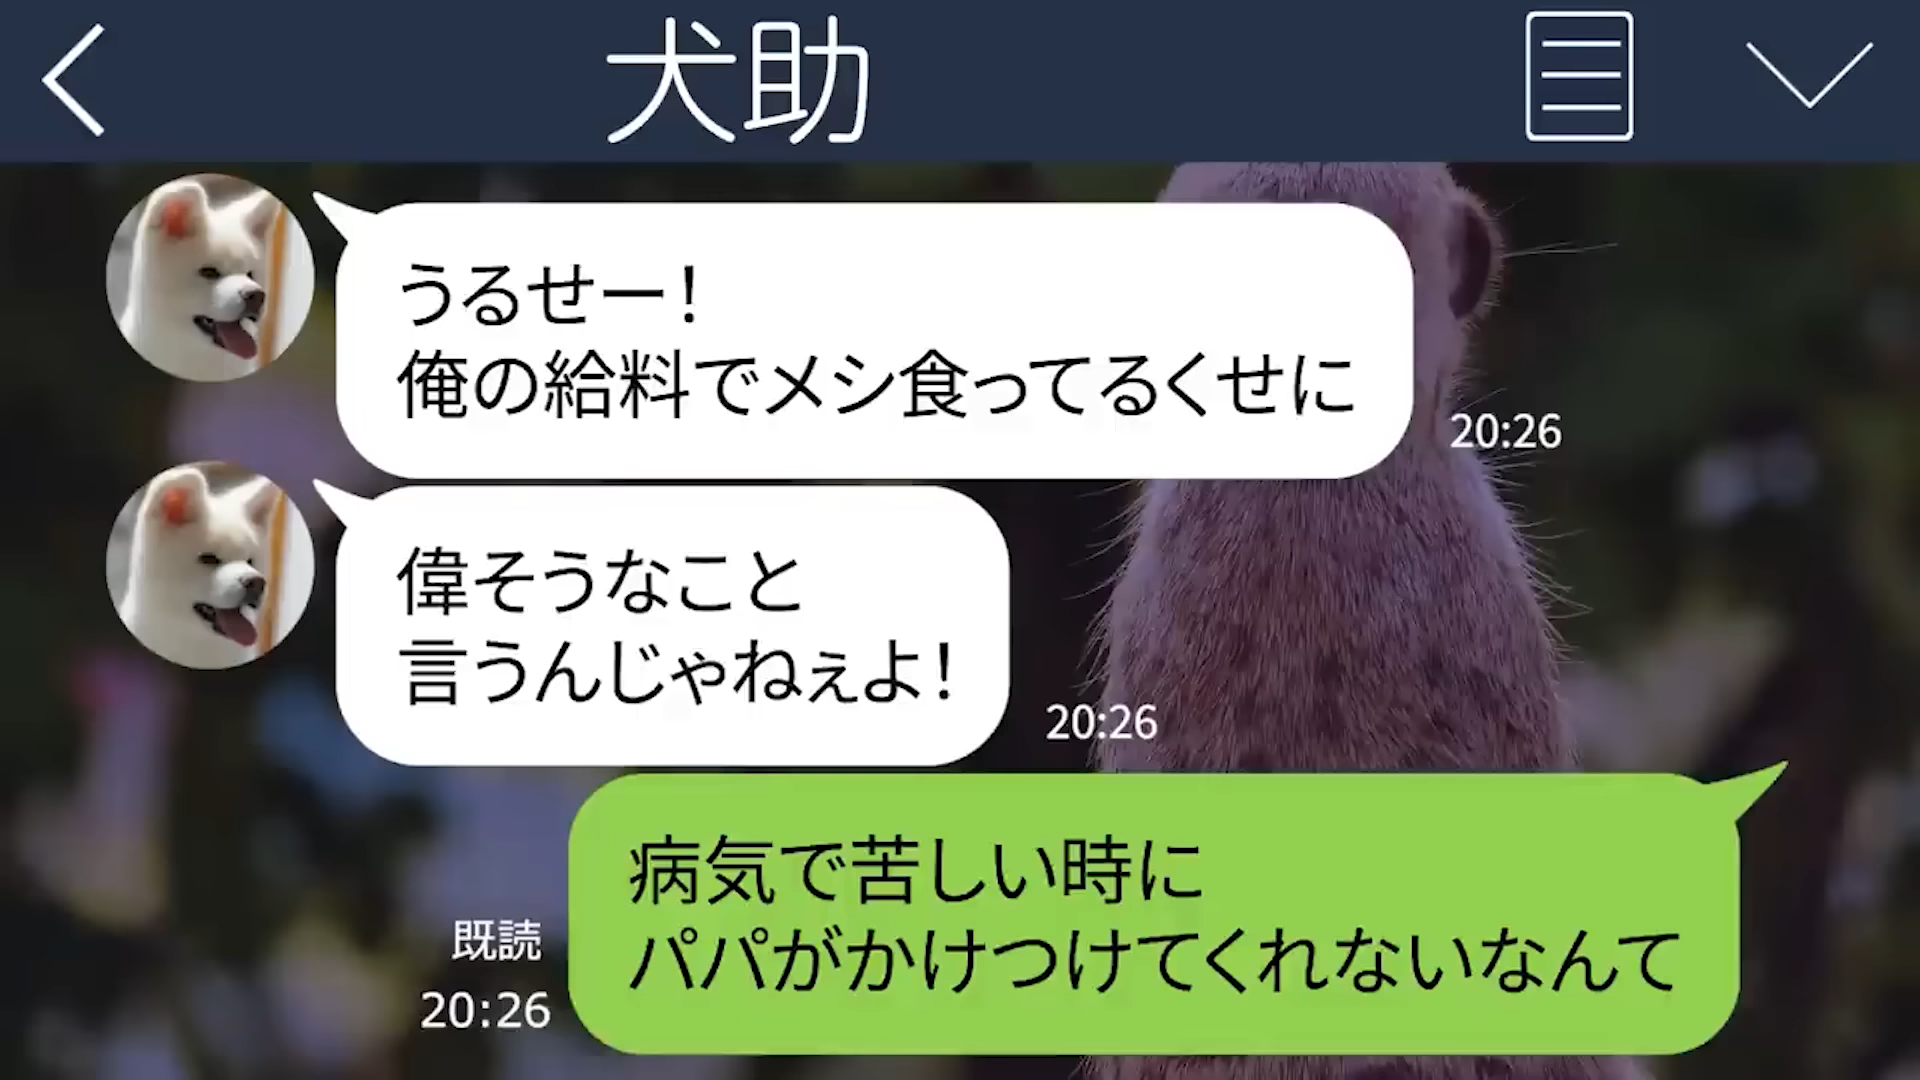 犬助
うるせー！
俺の給料でメシ食ってるくせに
20:26
偉そうなこと
言うんじゃねぇよ！
20:26
病気で苦しい時に
パパがかけつけてくれないなんて
既読
20:26